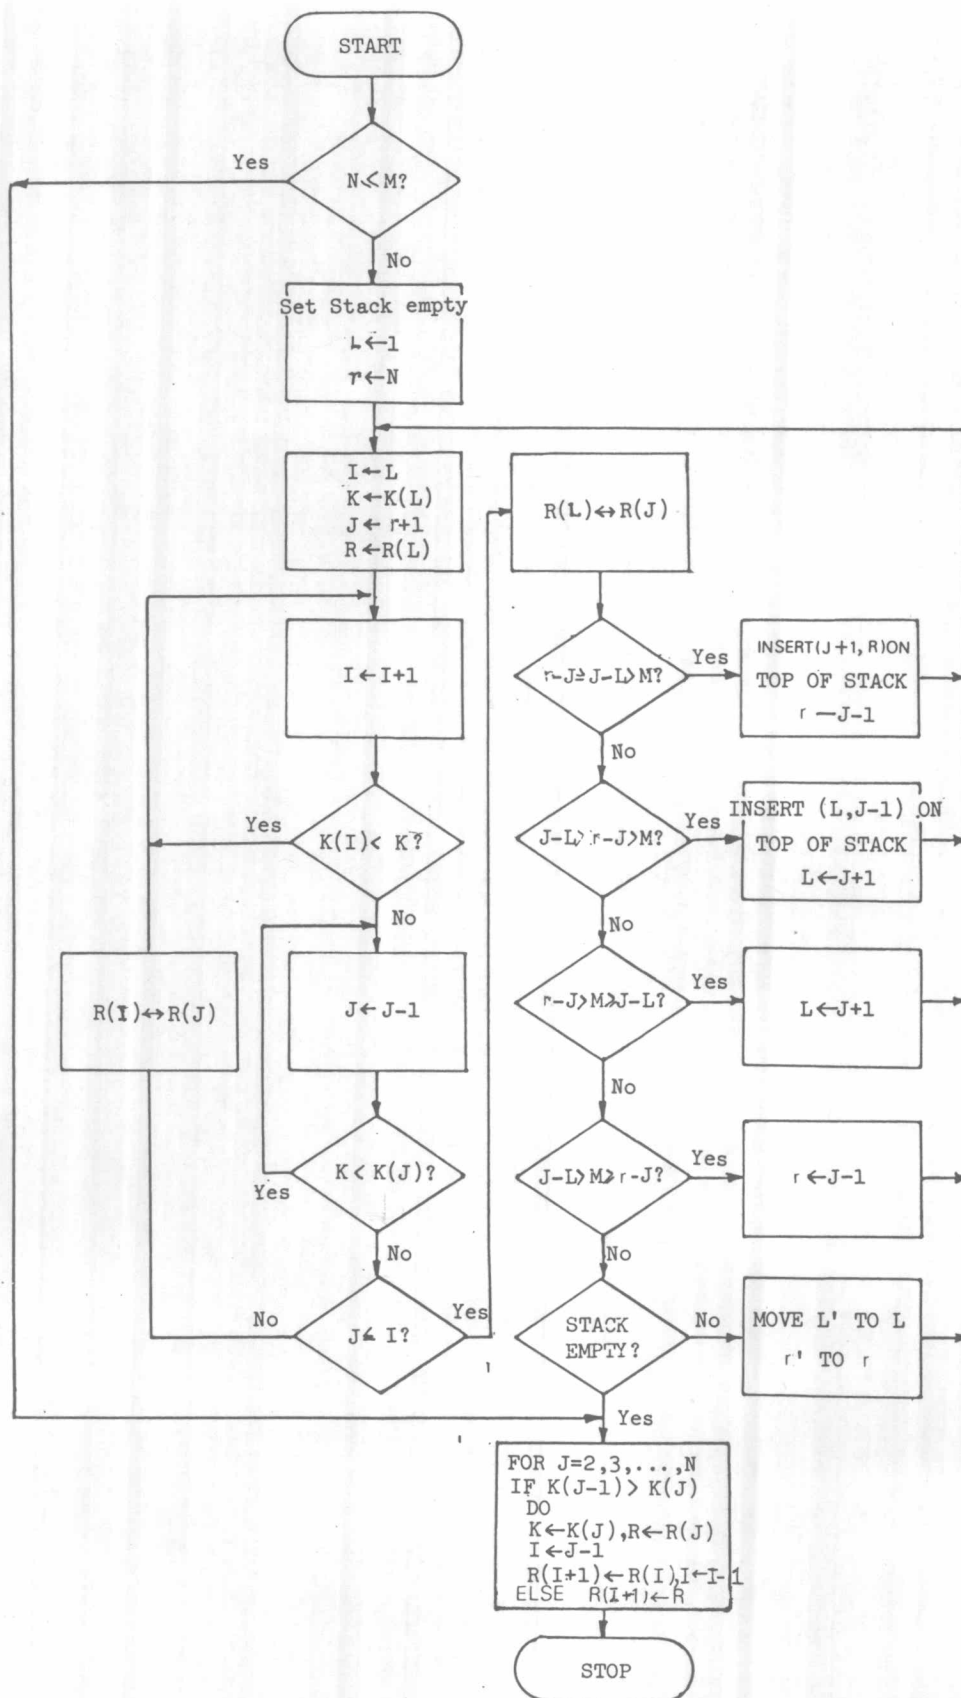 START
Yes
N≤M?
No
Set Stack empty
L←1
r←N
I←L
K←K(L)
J←r+1
R←R(L)
I←I+1
Yes
K(I)< K?
No
R(I)↔R(J)
J←J-1
K<K(J)?
Yes
No
No
J≤ I?
Yes
R(L)↔R(J)
r-J≥J-L>M?
Yes
INSERT(J+1, R)ON
TOP OF STACK
r —J-1
No
J-L>r-J>M?
Yes
INSERT (L,J-1) ON
TOP OF STACK
L←J+1
No
r-J>M≥J-L?
Yes
L←J+1
No
J-L>M≥r-J?
Yes
r←J-1
No
STACK
EMPTY?
No
MOVE L' TO L
r' TO r
Yes
FOR J=2,3,...,N
IF K(J-1)> K(J)
DO
K←K(J),R←R(J)
I←J-1
R(I+1)←R(I),I←I-1
ELSE R(I+1)←R
STOP